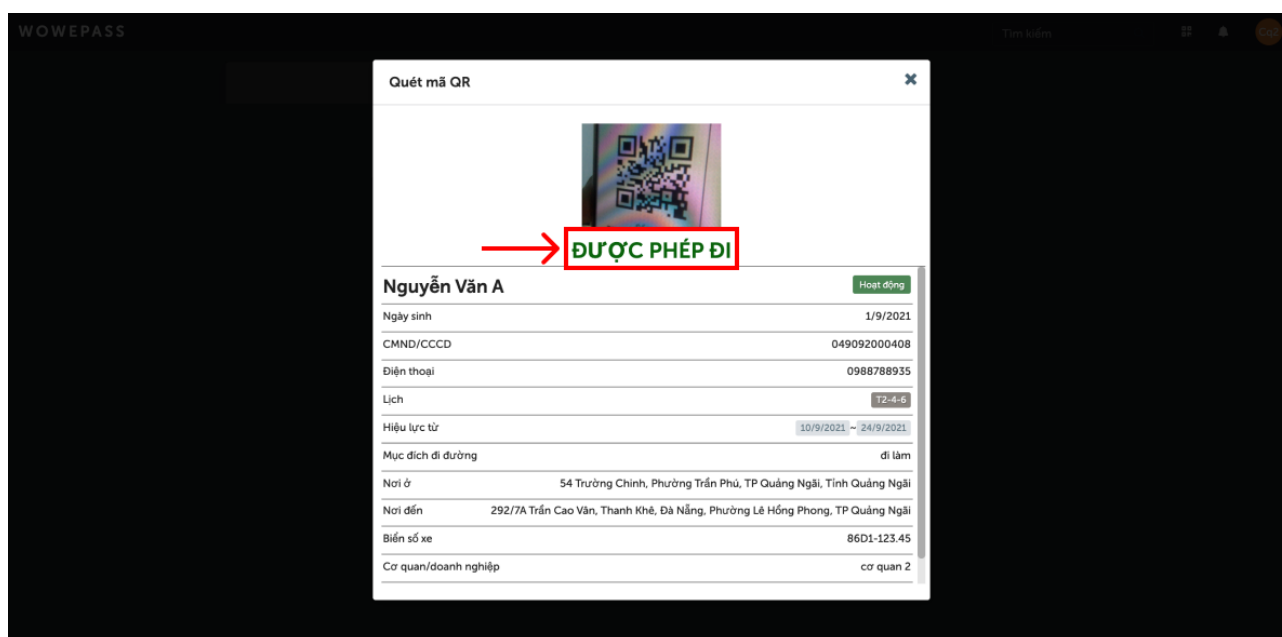 WOWEPASS
Tìm kiếm
Cq2
Quét mã QR
ĐƯỢC PHÉP ĐI
Nguyễn Văn A
Hoạt động
Ngày sinh 1/9/2021
CMND/CCCD 049092000408
Điện thoại 0988788935
Lịch T2-4-6
Hiệu lực từ 10/9/2021 ~ 24/9/2021
Mục đích đi đường đi làm
Nơi ở 54 Trường Chinh, Phường Trần Phú, TP Quảng Ngãi, Tỉnh Quảng Ngãi
Nơi đến 292/7A Trần Cao Vân, Thanh Khê, Đà Nẵng, Phường Lê Hồng Phong, TP Quảng Ngãi
Biển số xe 86D1-123.45
Cơ quan/doanh nghiệp cơ quan 2